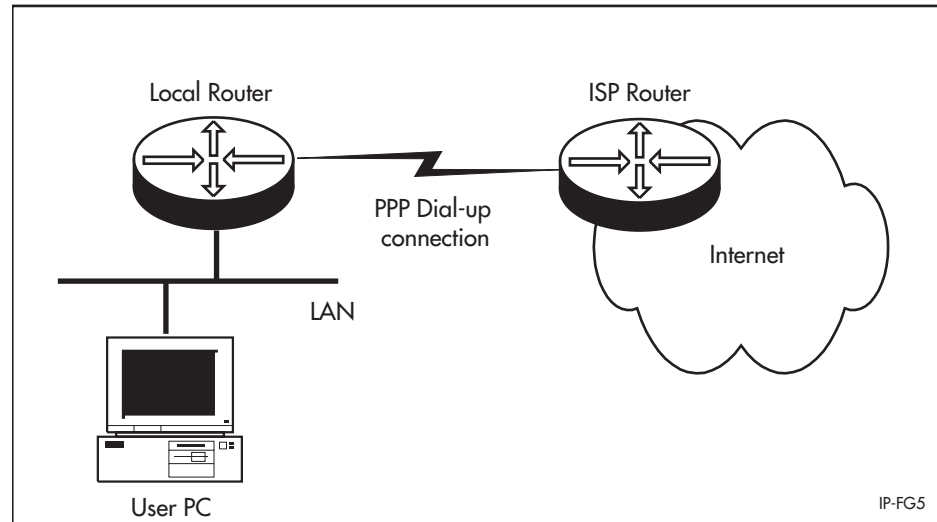 Local Router
ISP Router
PPP Dial-up
connection
Internet
LAN
User PC
IP-FG5